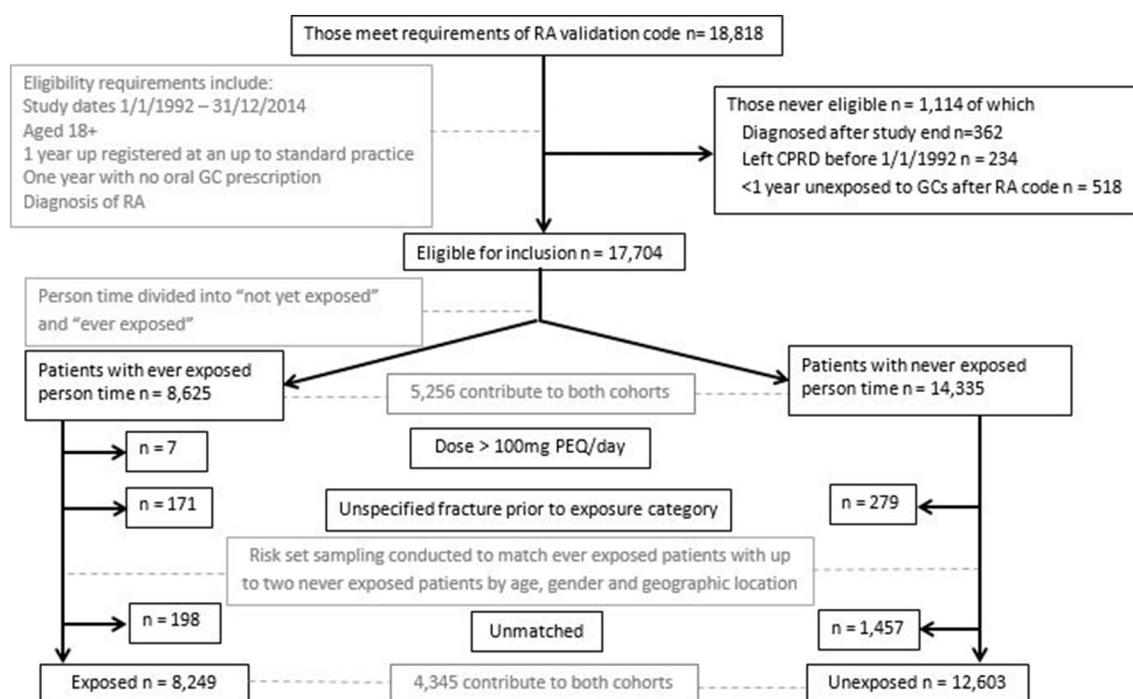 Those meet requirements of RA validation code n= 18,818
Eligibility requirements include:
Study dates 1/1/1992 – 31/12/2014
Aged 18+
1 year up registered at an up to standard practice
One year with no oral GC prescription
Diagnosis of RA
Those never eligible n = 1,114 of which
Diagnosed after study end n=362
Left CPRD before 1/1/1992 n = 234
<1 year unexposed to GCs after RA code n = 518
Eligible for inclusion n = 17,704
Person time divided into “not yet exposed”
and “ever exposed”
Patients with ever exposed
person time n = 8,625
5,256 contribute to both cohorts
Patients with never exposed
person time n = 14,335
n = 7
Dose > 100mg PEQ/day
n = 171
Unspecified fracture prior to exposure category
n = 279
Risk set sampling conducted to match ever exposed patients with up
to two never exposed patients by age, gender and geographic location
n = 198
Unmatched
n = 1,457
Exposed n = 8,249
4,345 contribute to both cohorts
Unexposed n = 12,603